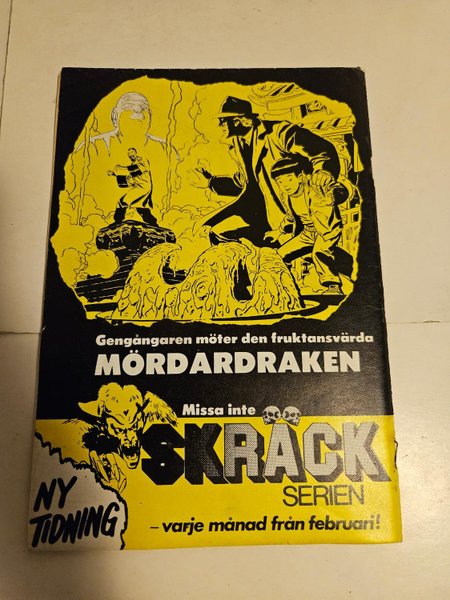 Gengångaren möter den fruktansvärda
MÖRDARDRAKEN
Missa inte
SKRÄCK
SERIEN
NY
TIDNING
– varje månad från februari!